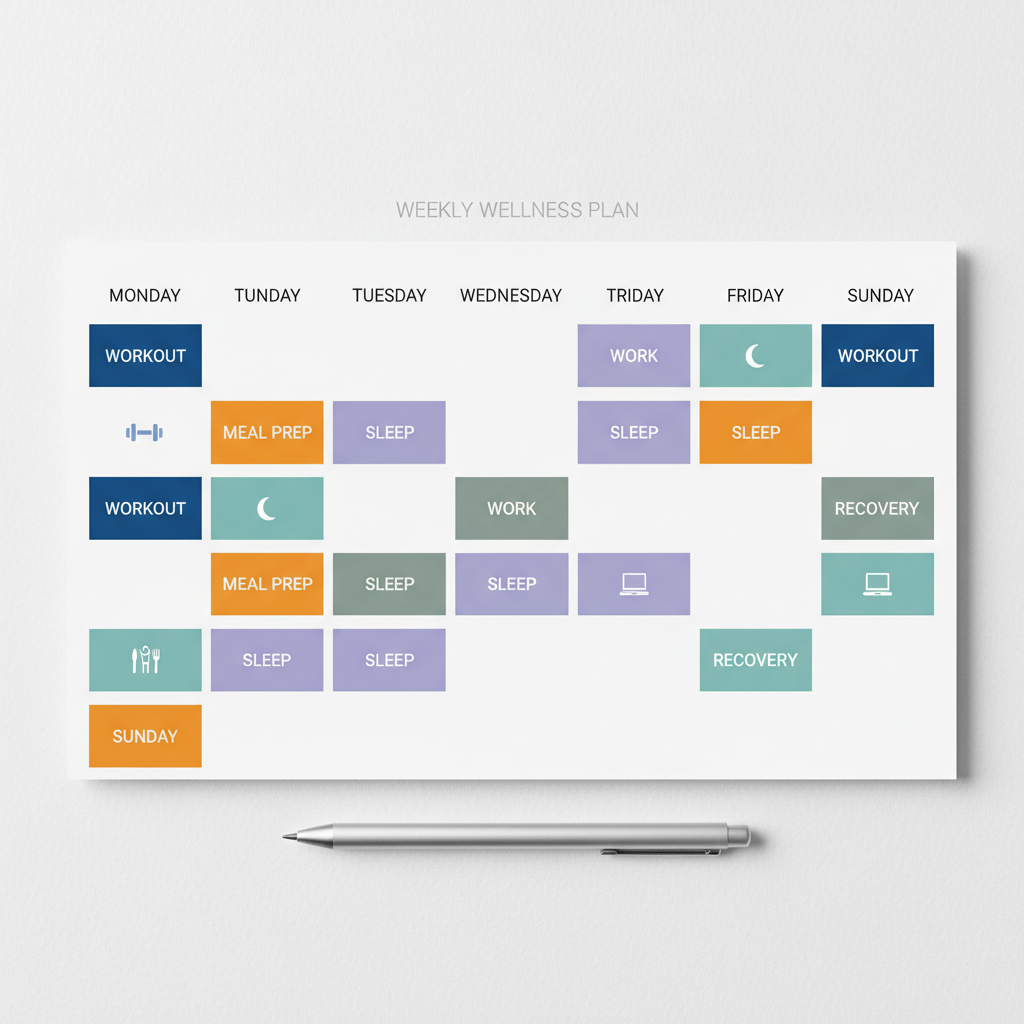 WEEKLY WELLNESS PLAN
MONDAY TUNDAY TUESDAY WEDNESDAY TRIDAY FRIDAY SUNDAY
WORKOUT WORK WORKOUT
MEAL PREP SLEEP SLEEP SLEEP
WORKOUT WORK RECOVERY
MEAL PREP SLEEP SLEEP
SLEEP SLEEP RECOVERY
SUNDAY